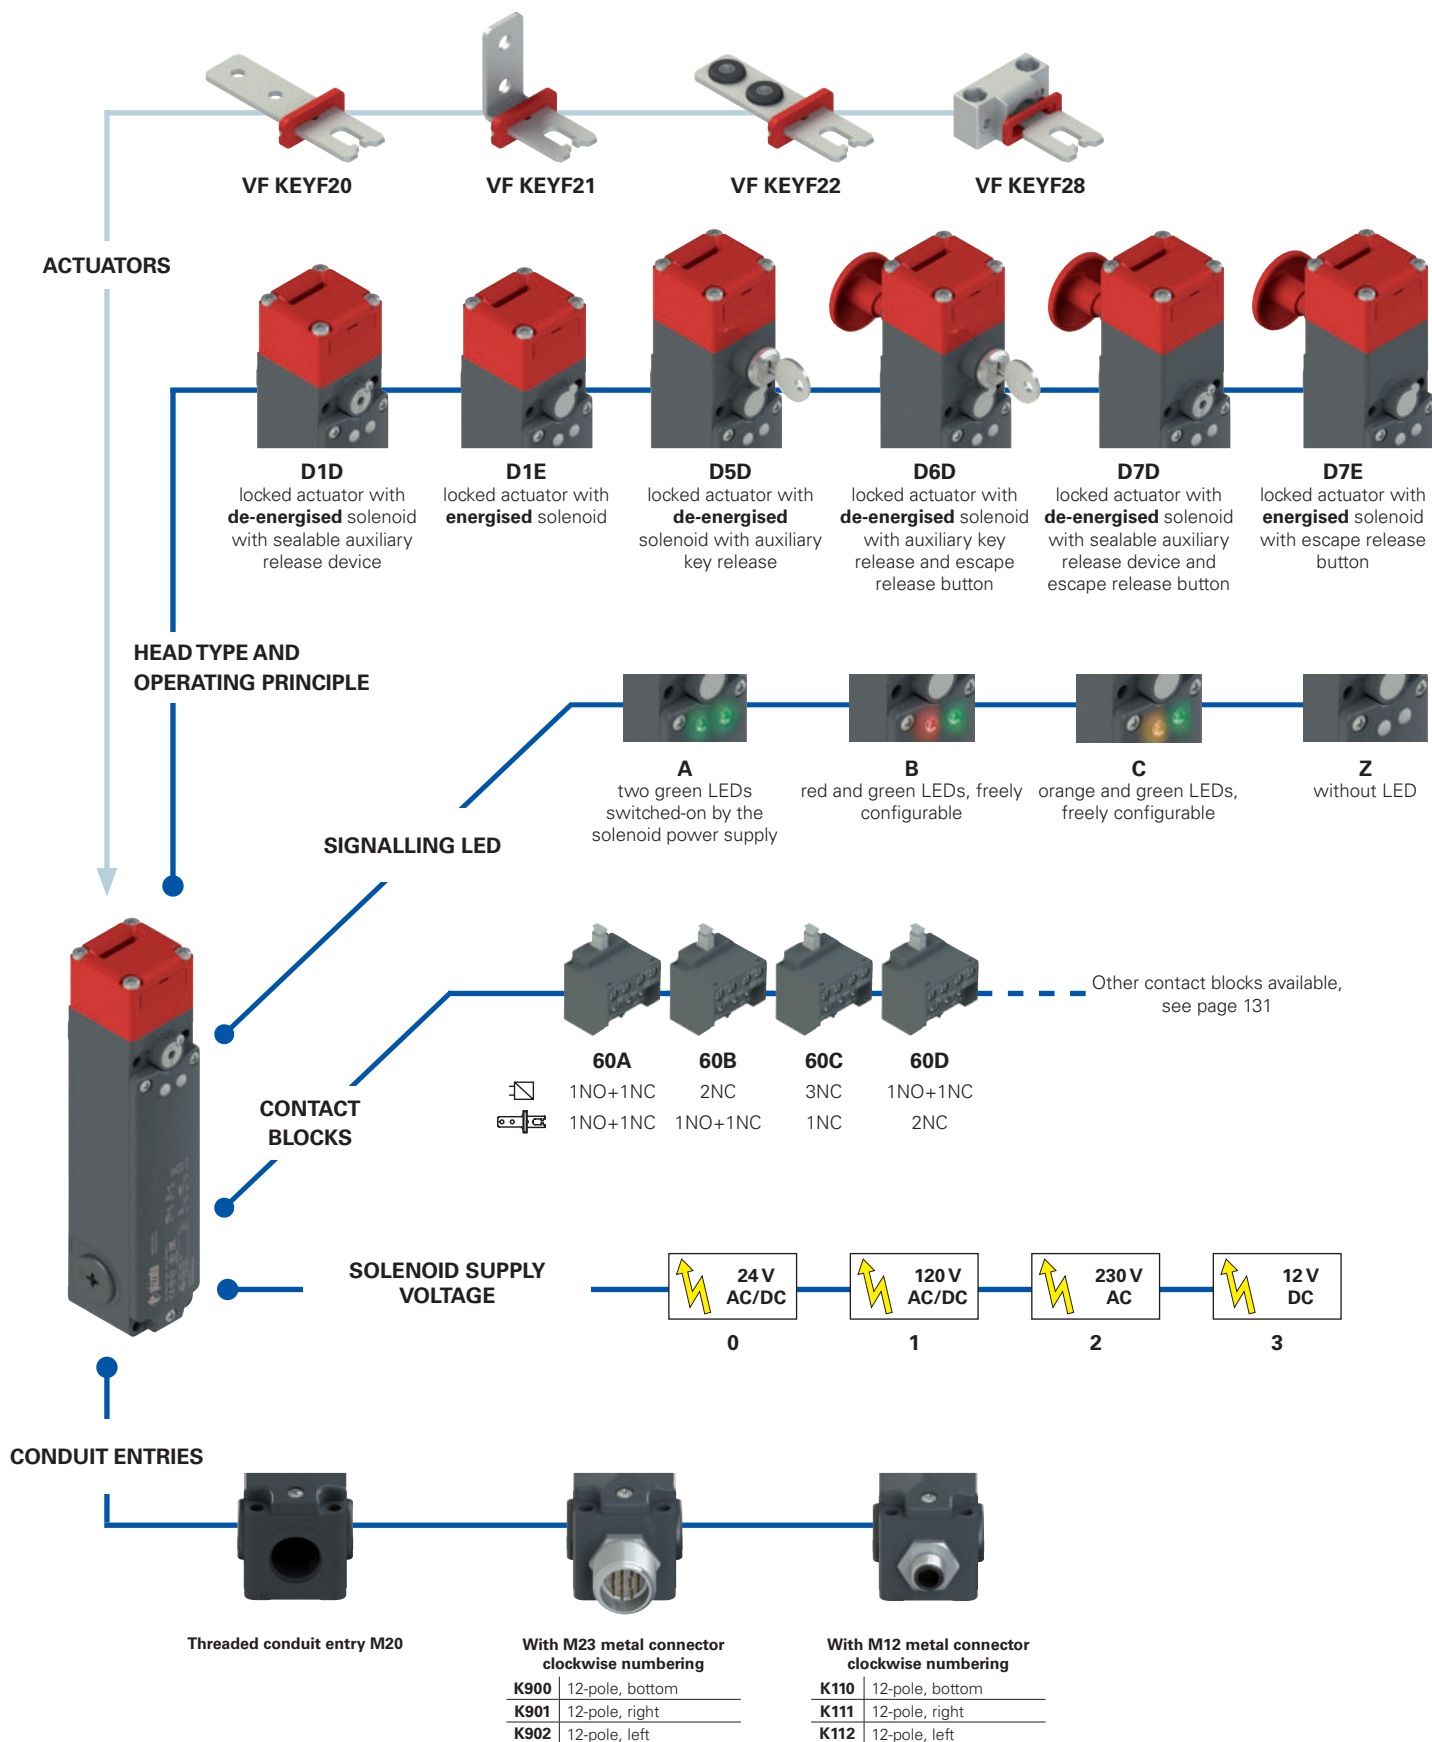 VF KEYF20
VF KEYF21
VF KEYF22
VF KEYF28
ACTUATORS
D1D
locked actuator with
de-energised solenoid
with sealable auxiliary
release device
D1E
locked actuator with
energised solenoid
D5D
locked actuator with
de-energised
solenoid with auxiliary
key release
D6D
locked actuator with
de-energised solenoid
with auxiliary key
release and escape
release button
D7D
locked actuator with
de-energised solenoid
with sealable auxiliary
release device and
escape release button
D7E
locked actuator with
energised solenoid
with escape release
button
HEAD TYPE AND
OPERATING PRINCIPLE
A
two green LEDs
switched-on by the
solenoid power supply
B
red and green LEDs, freely
configurable
C
orange and green LEDs,
freely configurable
Z
without LED
SIGNALLING LED
Other contact blocks available,
see page 131
60A 60B 60C 60D
1NO+1NC 2NC 3NC 1NO+1NC
1NO+1NC 1NO+1NC 1NC 2NC
CONTACT
BLOCKS
pizzato
SOLENOID SUPPLY
VOLTAGE
24 V
AC/DC
0
120 V
AC/DC
1
230 V
AC
2
12 V
DC
3
CONDUIT ENTRIES
Threaded conduit entry M20
With M23 metal connector
clockwise numbering
K900 12-pole, bottom
K901 12-pole, right
K902 12-pole, left
With M12 metal connector
clockwise numbering
K110 12-pole, bottom
K111 12-pole, right
K112 12-pole, left